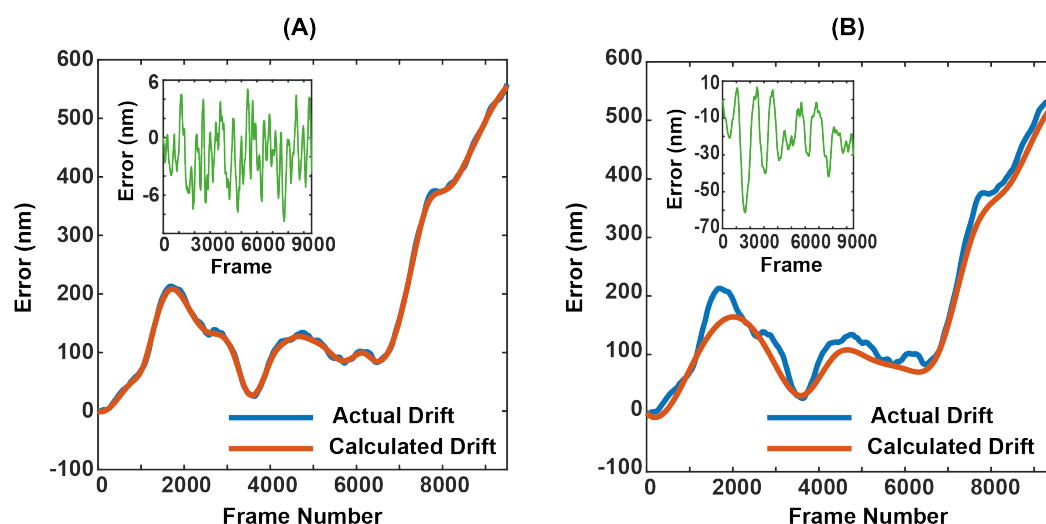 (A)
600
500
400
300
200
100
0
-100
Error (nm)
6
0
-6
Error (nm)
0 3000 6000 9000
Frame
Actual Drift
Calculated Drift
0 2000 4000 6000 8000
Frame Number
(B)
600
500
400
300
200
100
0
-100
Error (nm)
10
-10
-30
-50
-70
Error (nm)
0 3000 6000 9000
Frame
Actual Drift
Calculated Drift
0 2000 4000 6000 8000
Frame Number